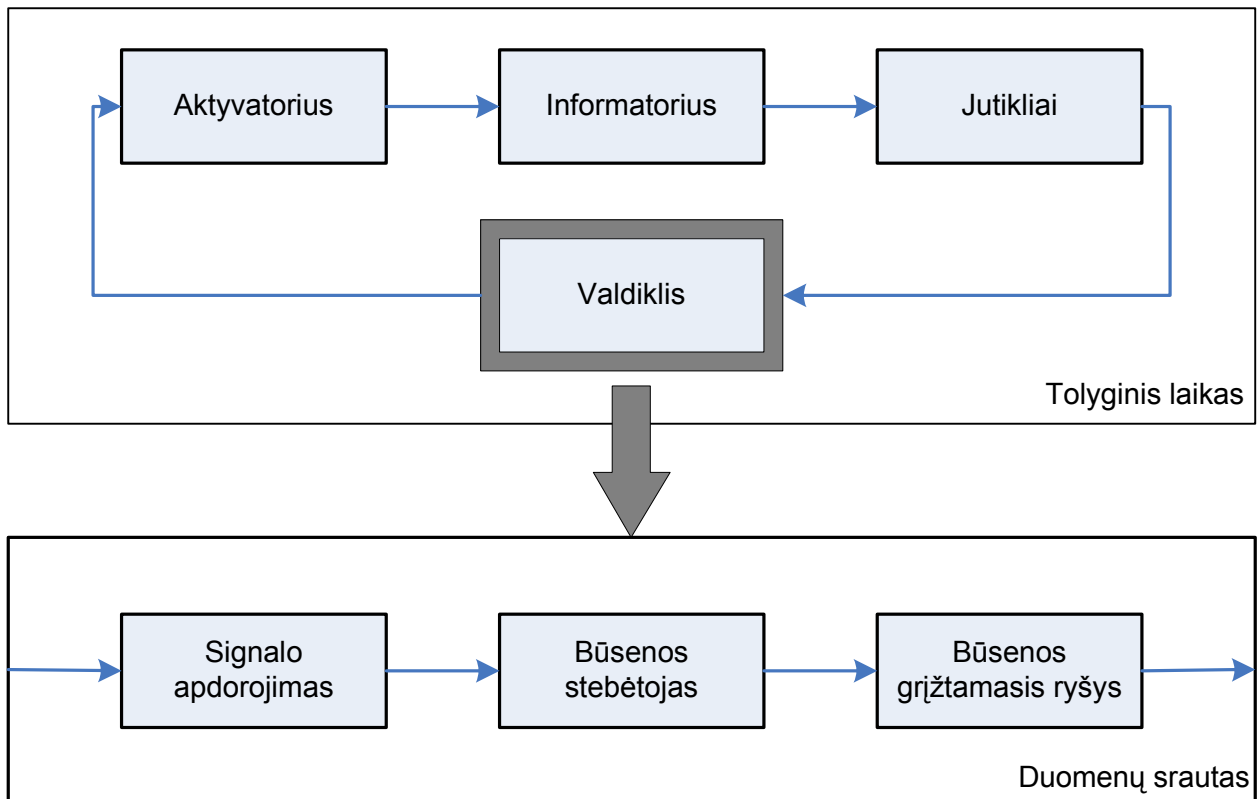 Aktyvatorius
Informatorius
Jutikliai
Valdiklis
Tolyginis laikas
Signalo
apdorojimas
Būsenos
stebėtojas
Būsenos
grįžtamasis ryšys
Duomenų srautas